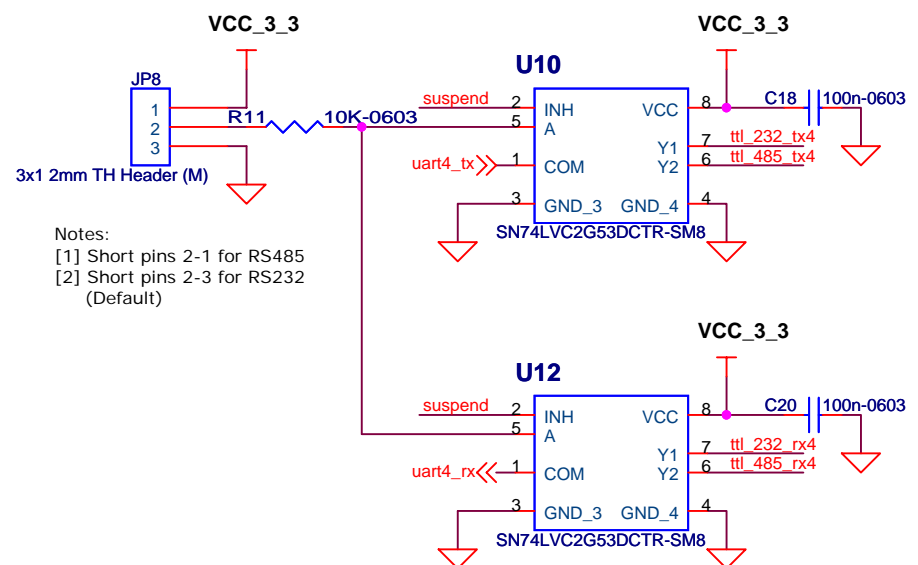 VCC_3_3
VCC_3_3
U10
JP8
1
2
3
R11
10K-0603
3x1 2mm TH Header (M)
suspend
2
INH
VCC
8
C18
100n-0603
5
A
Y1
7
ttl_232_tx4
uart4_tx
1
COM
Y2
6
ttl_485_tx4
3
GND_3
GND_4
4
SN74LVC2G53DCTR-SM8
Notes:
[1] Short pins 2-1 for RS485
[2] Short pins 2-3 for RS232
(Default)
VCC_3_3
U12
suspend
2
INH
VCC
8
C20
100n-0603
5
A
Y1
7
ttl_232_rx4
uart4_rx
1
COM
Y2
6
ttl_485_rx4
3
GND_3
GND_4
4
SN74LVC2G53DCTR-SM8